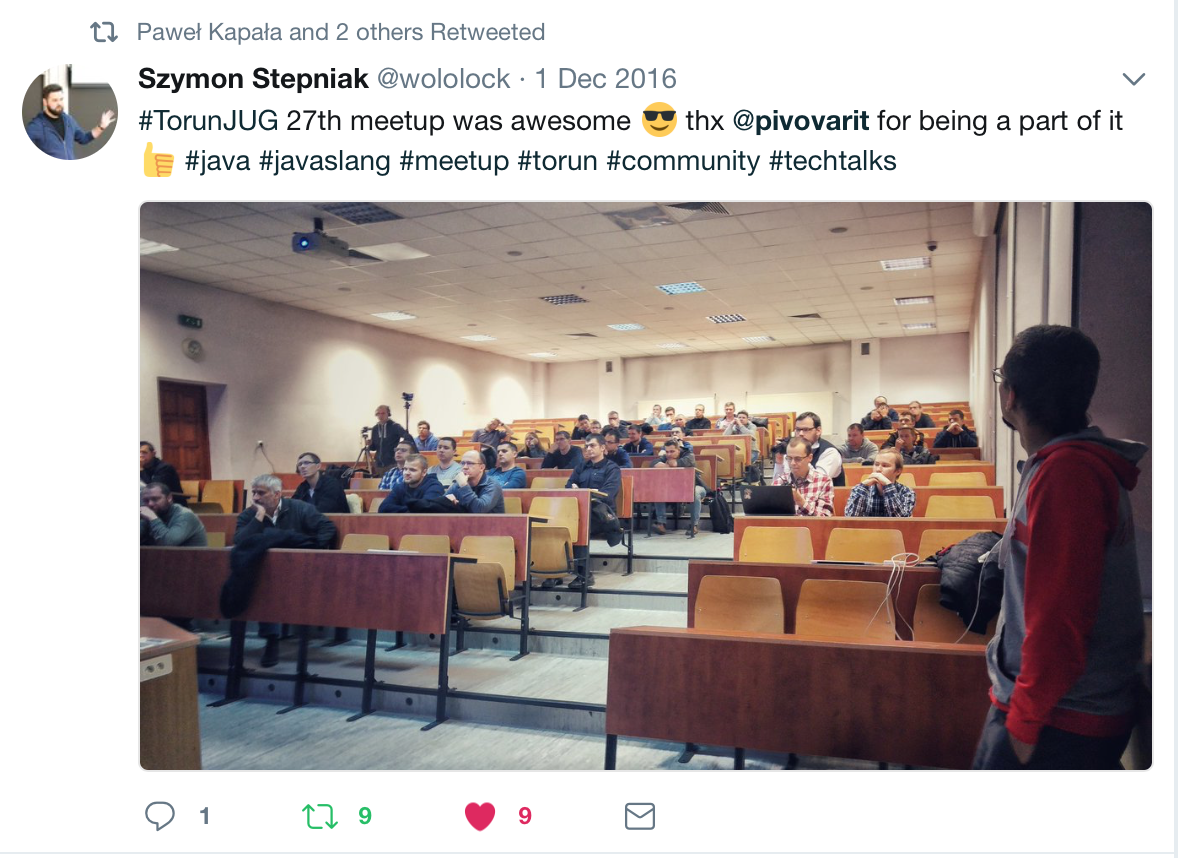 Paweł Kapała and 2 others Retweeted
Szymon Stepniak @wololock · 1 Dec 2016
#TorunJUG 27th meetup was awesome 😎 thx @pivovarit for being a part of it
👍 #java #javaslang #meetup #torun #community #techtalks
1 9 9